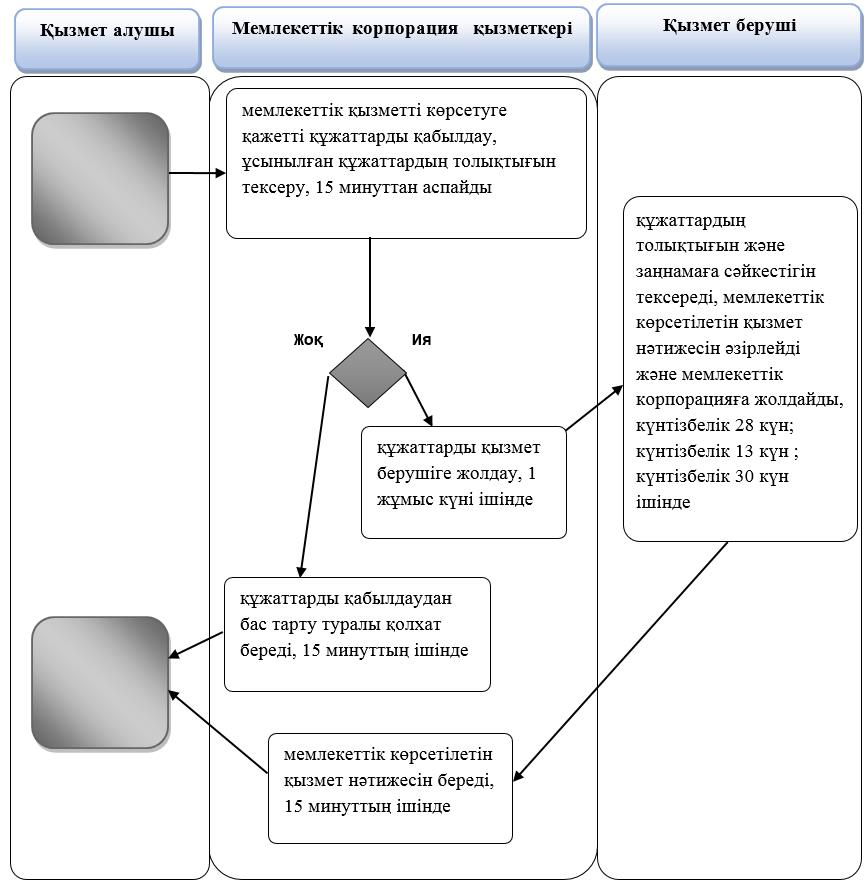 Қызмет алушы
Мемлекеттік корпорация қызметкері
Қызмет беруші
мемлекеттік қызметті көрсетуге
қажетті құжаттарды қабылдау,
ұсынылған құжаттардың толықтығын
тексеру, 15 минуттан аспайды
Жоқ
Ия
құжаттарды қызмет
берушіге жолдау, 1
жұмыс күні ішінде
құжаттардың
толықтығын және
заңнамаға сәйкестігін
тексереді, мемлекеттік
көрсетілетін қызмет
нәтижесін әзірлейді
және мемлекеттік
корпорацияға жолдайды,
күнтізбелік 28 күн;
күнтізбелік 13 күн ;
күнтізбелік 30 күн
ішінде
құжаттарды қабылдаудан
бас тарту туралы қолхат
береді, 15 минуттың ішінде
мемлекеттік көрсетілетін
қызмет нәтижесін береді,
15 минуттың ішінде